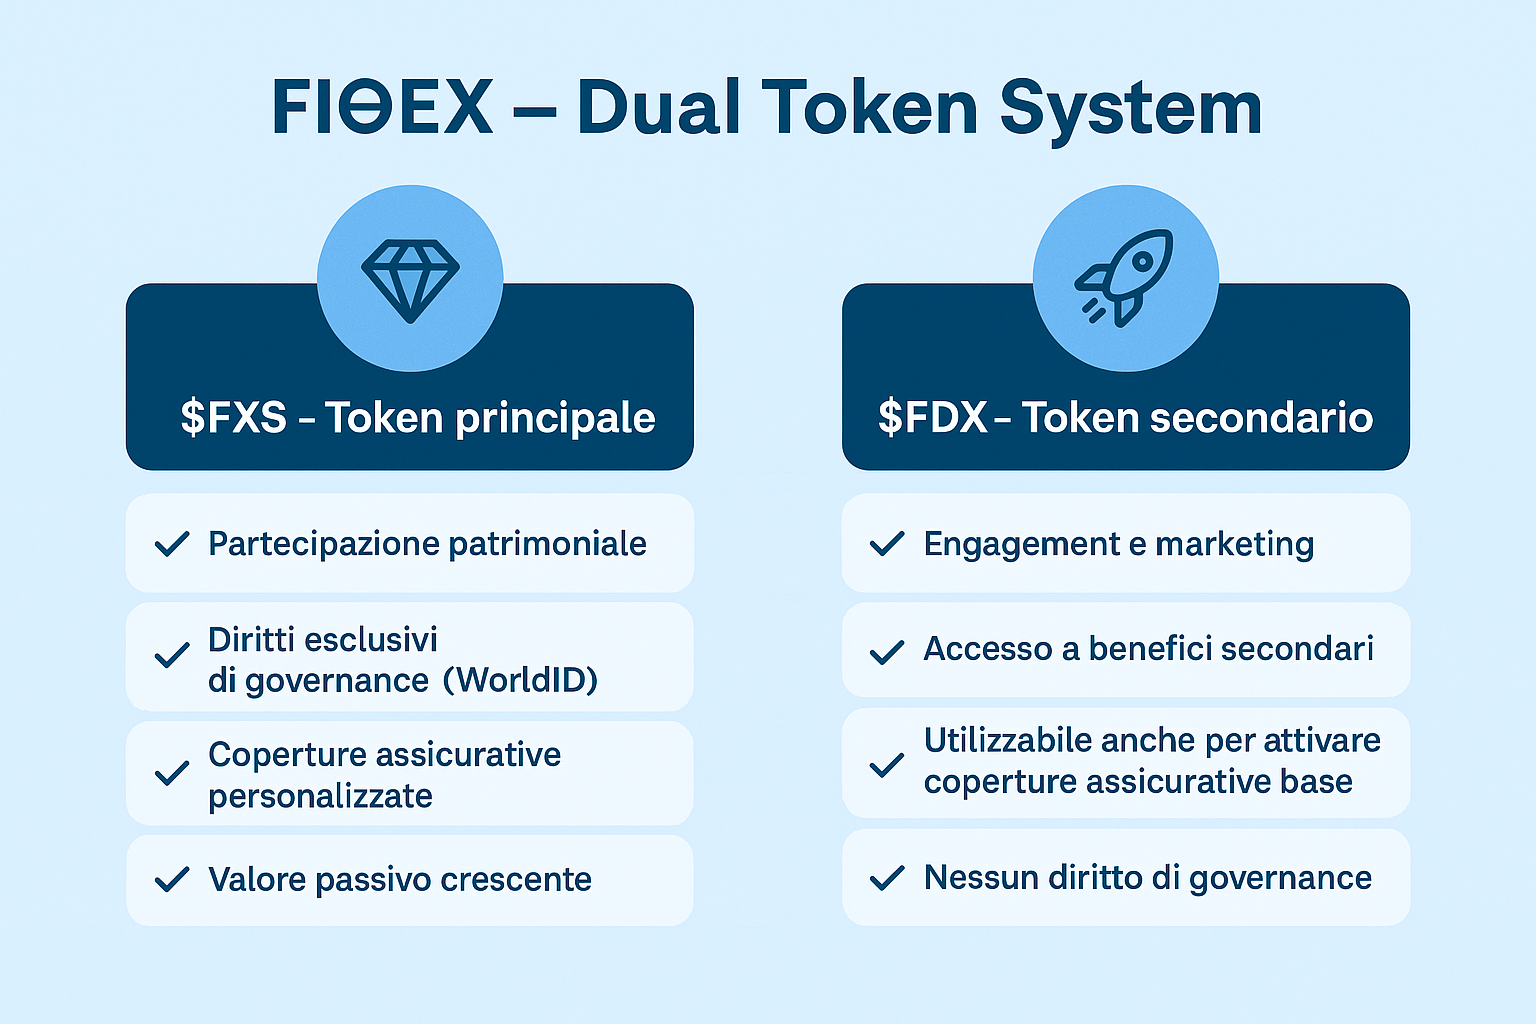 FIӨEX – Dual Token System
$FXS – Token principale
Partecipazione patrimoniale
Diritti esclusivi
di governance (WorldID)
Coperture assicurative
personalizzate
Valore passivo crescente
$FDX – Token secondario
Engagement e marketing
Accesso a benefici secondari
Utilizzabile anche per attivare
coperture assicurative base
Nessun diritto di governance